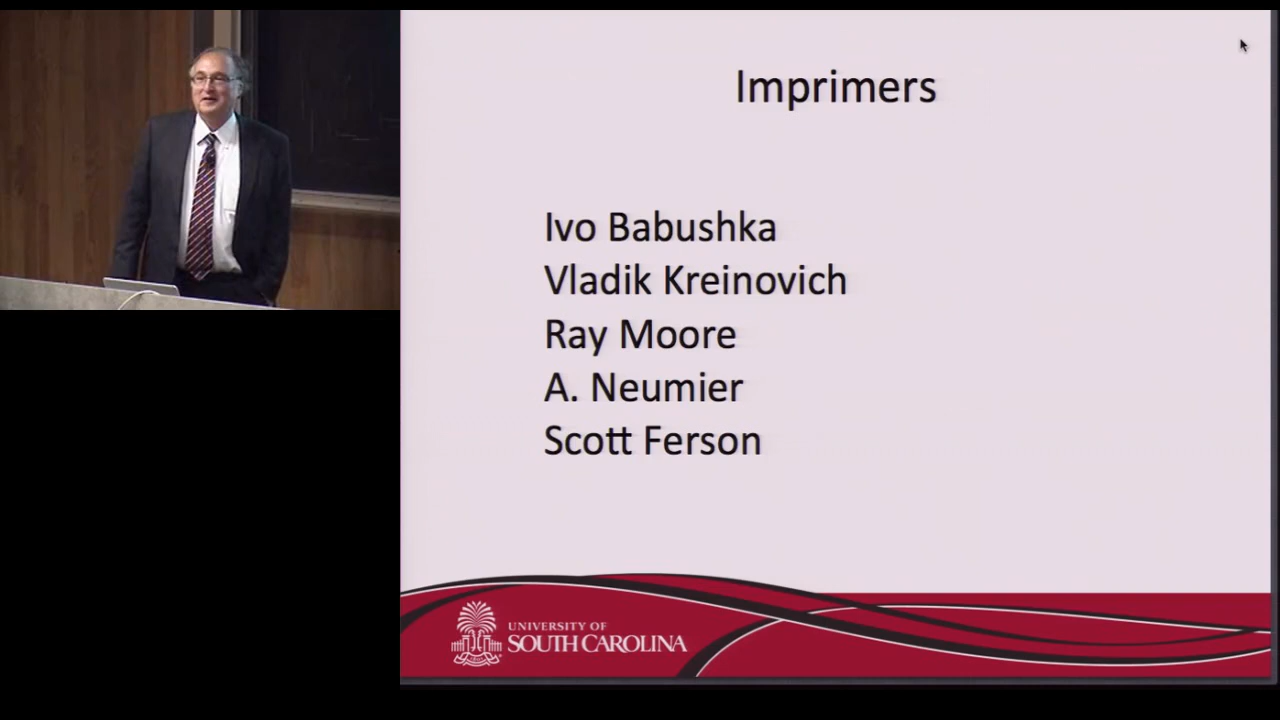 Imprimers
Ivo Babushka
Vladik Kreinovich
Ray Moore
A. Neumier
Scott Ferson
UNIVERSITY OF
SOUTH CAROLINA